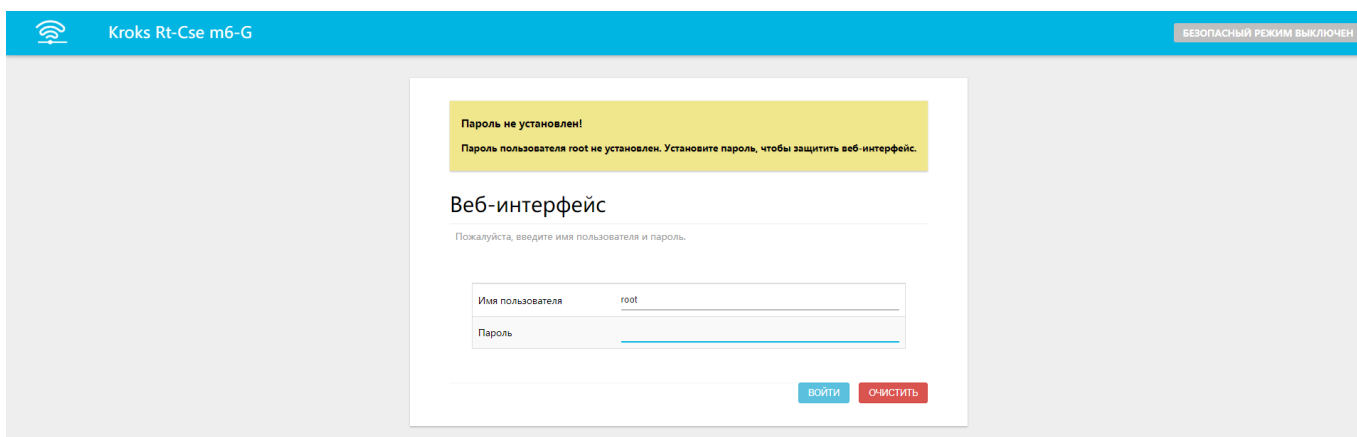 Kroks Rt-Cse m6-G
БЕЗОПАСНЫЙ РЕЖИМ ВЫКЛЮЧЕН
Пароль не установлен!
Пароль пользователя root не установлен. Установите пароль, чтобы защитить веб-интерфейс.
Веб-интерфейс
Пожалуйста, введите имя пользователя и пароль.
Имя пользователя root
Пароль
ВОЙТИ ОЧИСТИТЬ